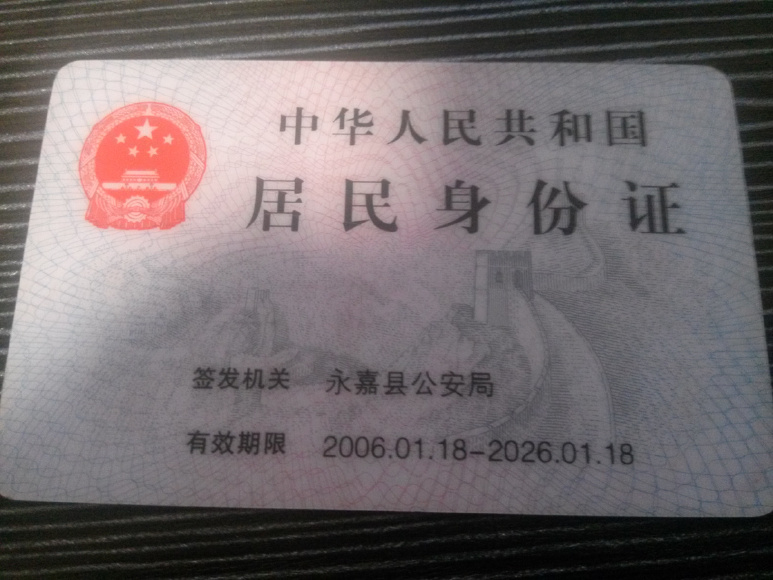 中华人民共和国
居民身份证
签发机关 永嘉县公安局
有效期限 2006.01.18-2026.01.18